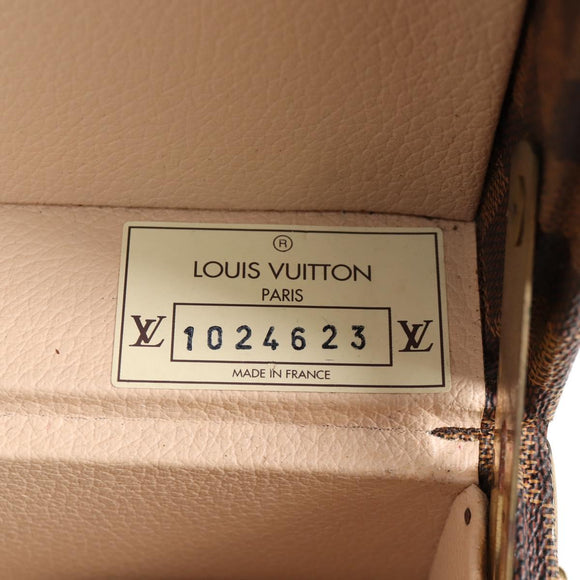 ®
LOUIS VUITTON
PARIS
LV 1024623 LV
MADE IN FRANCE